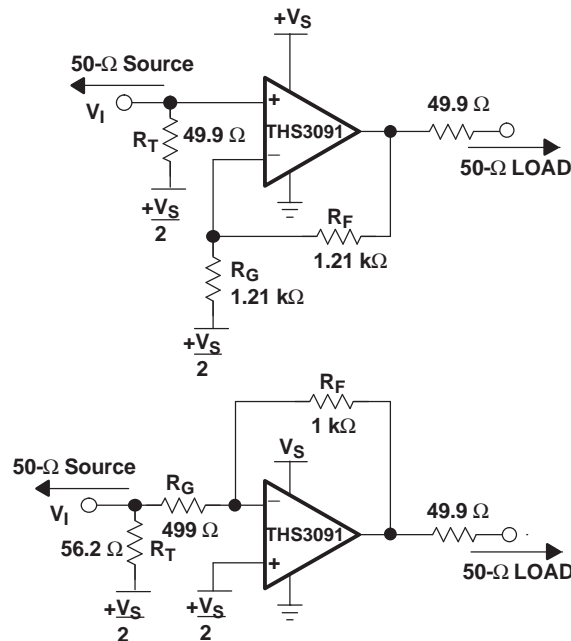 +VS
50-Ω Source
VI
+
THS3091
−
RT
49.9 Ω
49.9 Ω
50-Ω LOAD
+VS
2
RF
1.21 kΩ
RG
1.21 kΩ
+VS
2
RF
1 kΩ
VS
50-Ω Source
RG
499 Ω
VI
−
THS3091
+
56.2 Ω
RT
49.9 Ω
50-Ω LOAD
+VS
2
+VS
2